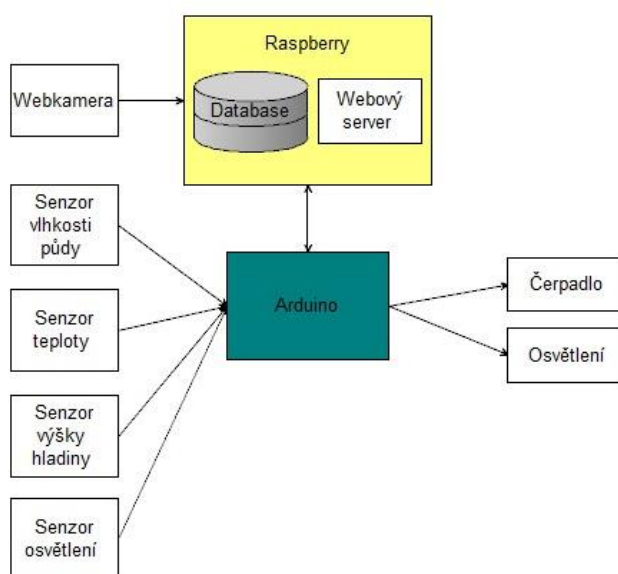 Raspberry
Webkamera
Database
Webový
server
Senzor
vlhkosti
půdy
Arduino
Čerpadlo
Senzor
teploty
Osvětlení
Senzor
výšky
hladiny
Senzor
osvětlení